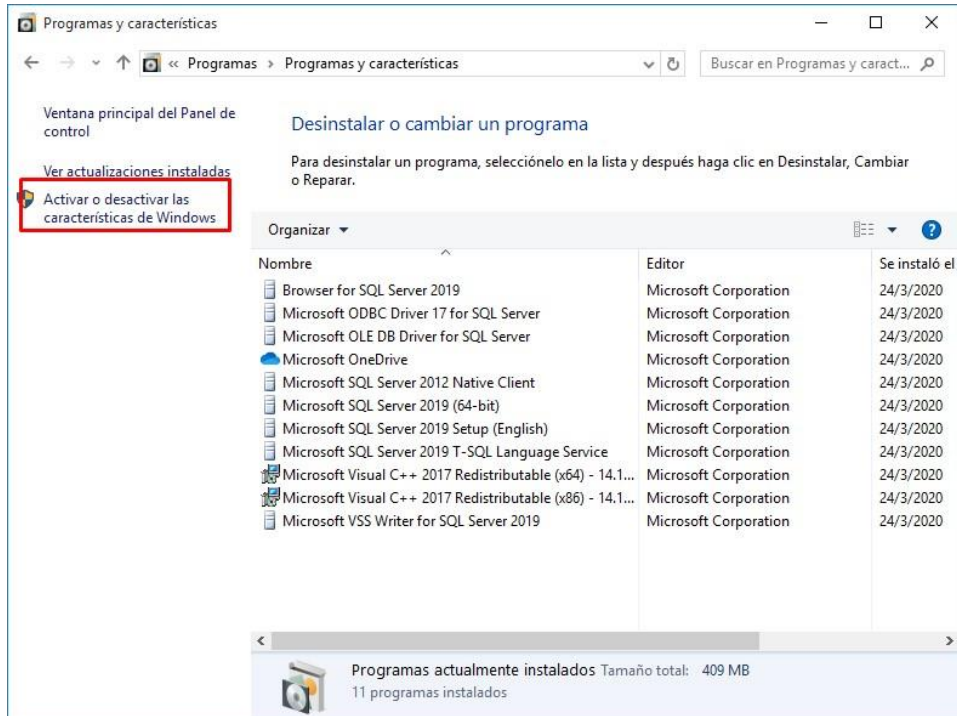 Programas y características
« Programas > Programas y características
Buscar en Programas y caract...
Ventana principal del Panel de
control
Ver actualizaciones instaladas
Activar o desactivar las
características de Windows
Desinstalar o cambiar un programa
Para desinstalar un programa, selecciónelo en la lista y después haga clic en Desinstalar, Cambiar
o Reparar.
Organizar
Nombre Editor Se instaló el
Browser for SQL Server 2019 Microsoft Corporation 24/3/2020
Microsoft ODBC Driver 17 for SQL Server Microsoft Corporation 24/3/2020
Microsoft OLE DB Driver for SQL Server Microsoft Corporation 24/3/2020
Microsoft OneDrive Microsoft Corporation 24/3/2020
Microsoft SQL Server 2012 Native Client Microsoft Corporation 24/3/2020
Microsoft SQL Server 2019 (64-bit) Microsoft Corporation 24/3/2020
Microsoft SQL Server 2019 Setup (English) Microsoft Corporation 24/3/2020
Microsoft SQL Server 2019 T-SQL Language Service Microsoft Corporation 24/3/2020
Microsoft Visual C++ 2017 Redistributable (x64) - 14.1... Microsoft Corporation 24/3/2020
Microsoft Visual C++ 2017 Redistributable (x86) - 14.1... Microsoft Corporation 24/3/2020
Microsoft VSS Writer for SQL Server 2019 Microsoft Corporation 24/3/2020
Programas actualmente instalados Tamaño total: 409 MB
11 programas instalados